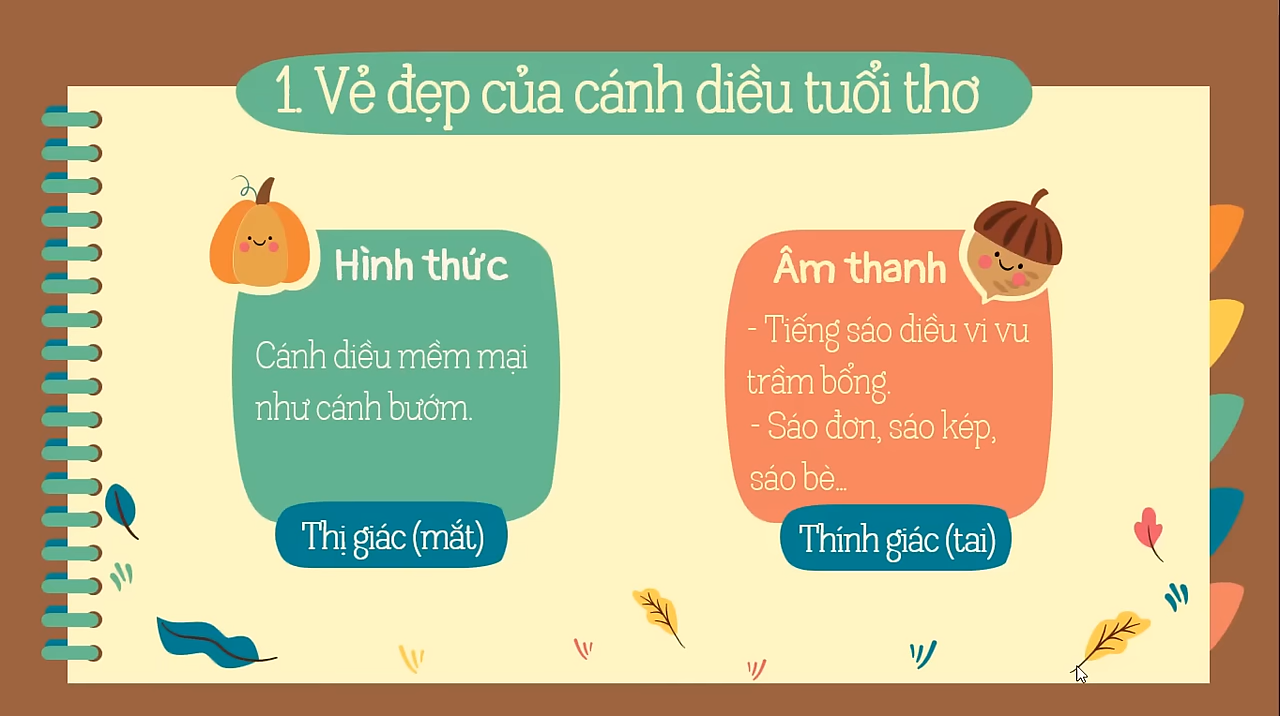 1. Vẻ đẹp của cánh diều tuổi thơ
Hình thức
Cánh diều mềm mại
như cánh bướm.
Thị giác (mắt)
Âm thanh
- Tiếng sáo diều vi vu
trầm bổng.
- Sáo đơn, sáo kép,
sáo bè...
Thính giác (tai)